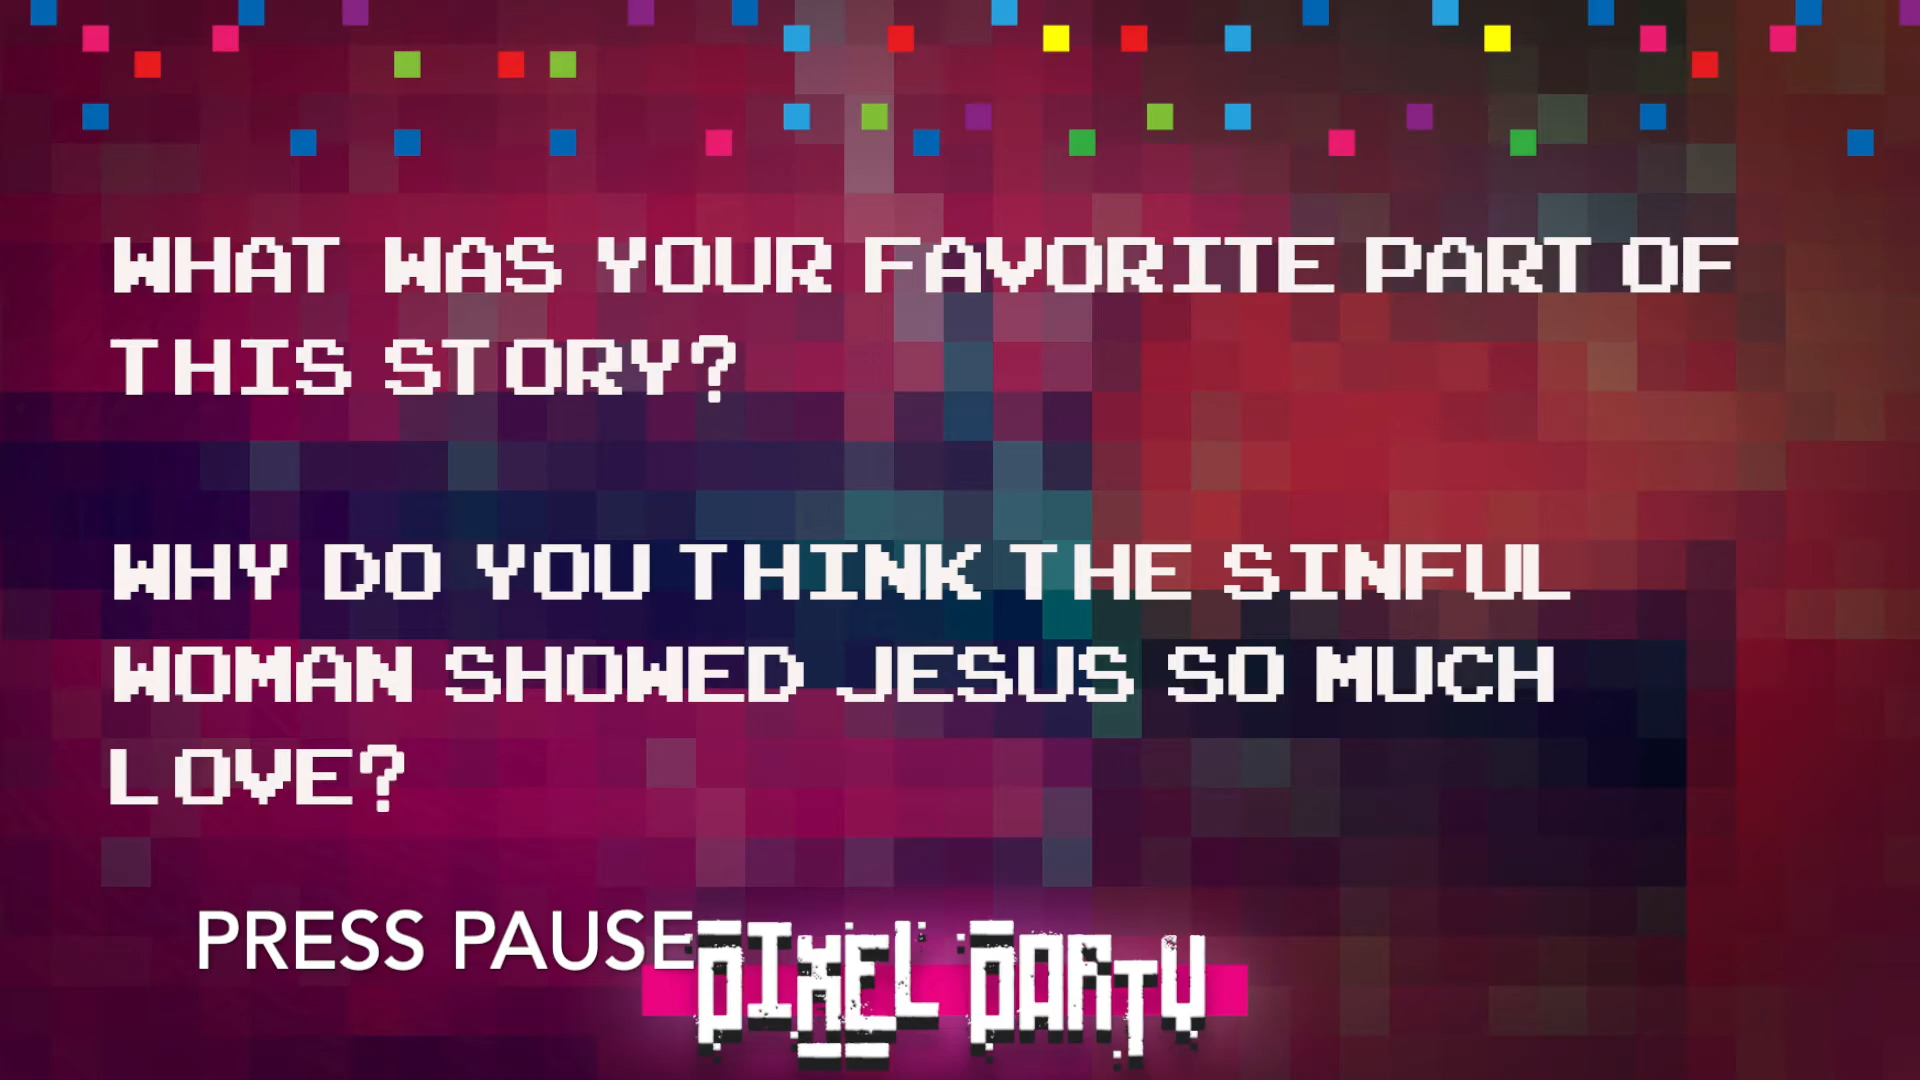 WHAT WAS YOUR FAVORITE PART OF
THIS STORY?
WHY DO YOU THINK THE SINFUL
WOMAN SHOWED JESUS SO MUCH
LOVE?
PRESS PAUSE
PIXEL PARTY